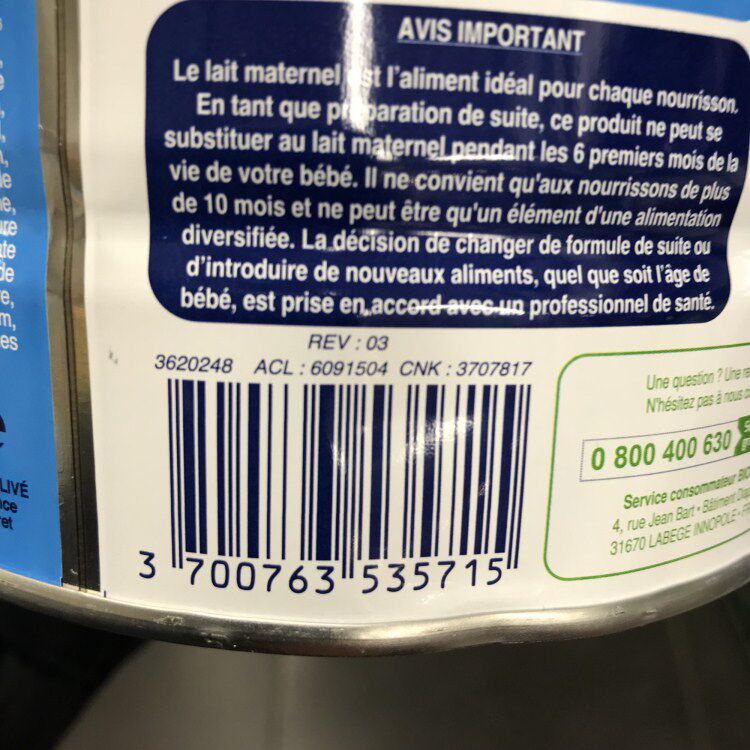 AVIS IMPORTANT
Le lait maternel est l'aliment idéal pour chaque nourrisson.
En tant que préparation de suite, ce produit ne peut se
substituer au lait maternel pendant les 6 premiers mois de la
vie de votre bébé. Il ne convient qu'aux nourrissons de plus
de 10 mois et ne peut être qu'un élément d'une alimentation
diversifiée. La décision de changer de formule de suite ou
d'introduire de nouveaux aliments, quel que soit l'âge de
bébé, est prise en accord avec un professionnel de santé.
REV : 03
3620248 ACL : 6091504 CNK : 3707817
3 700763 535715
Une question ? Une
N'hésitez pas à nous
0 800 400 630
Service consommateur
4, rue Jean Bart • Bâtiment
31670 LABEGE INNOPOLE